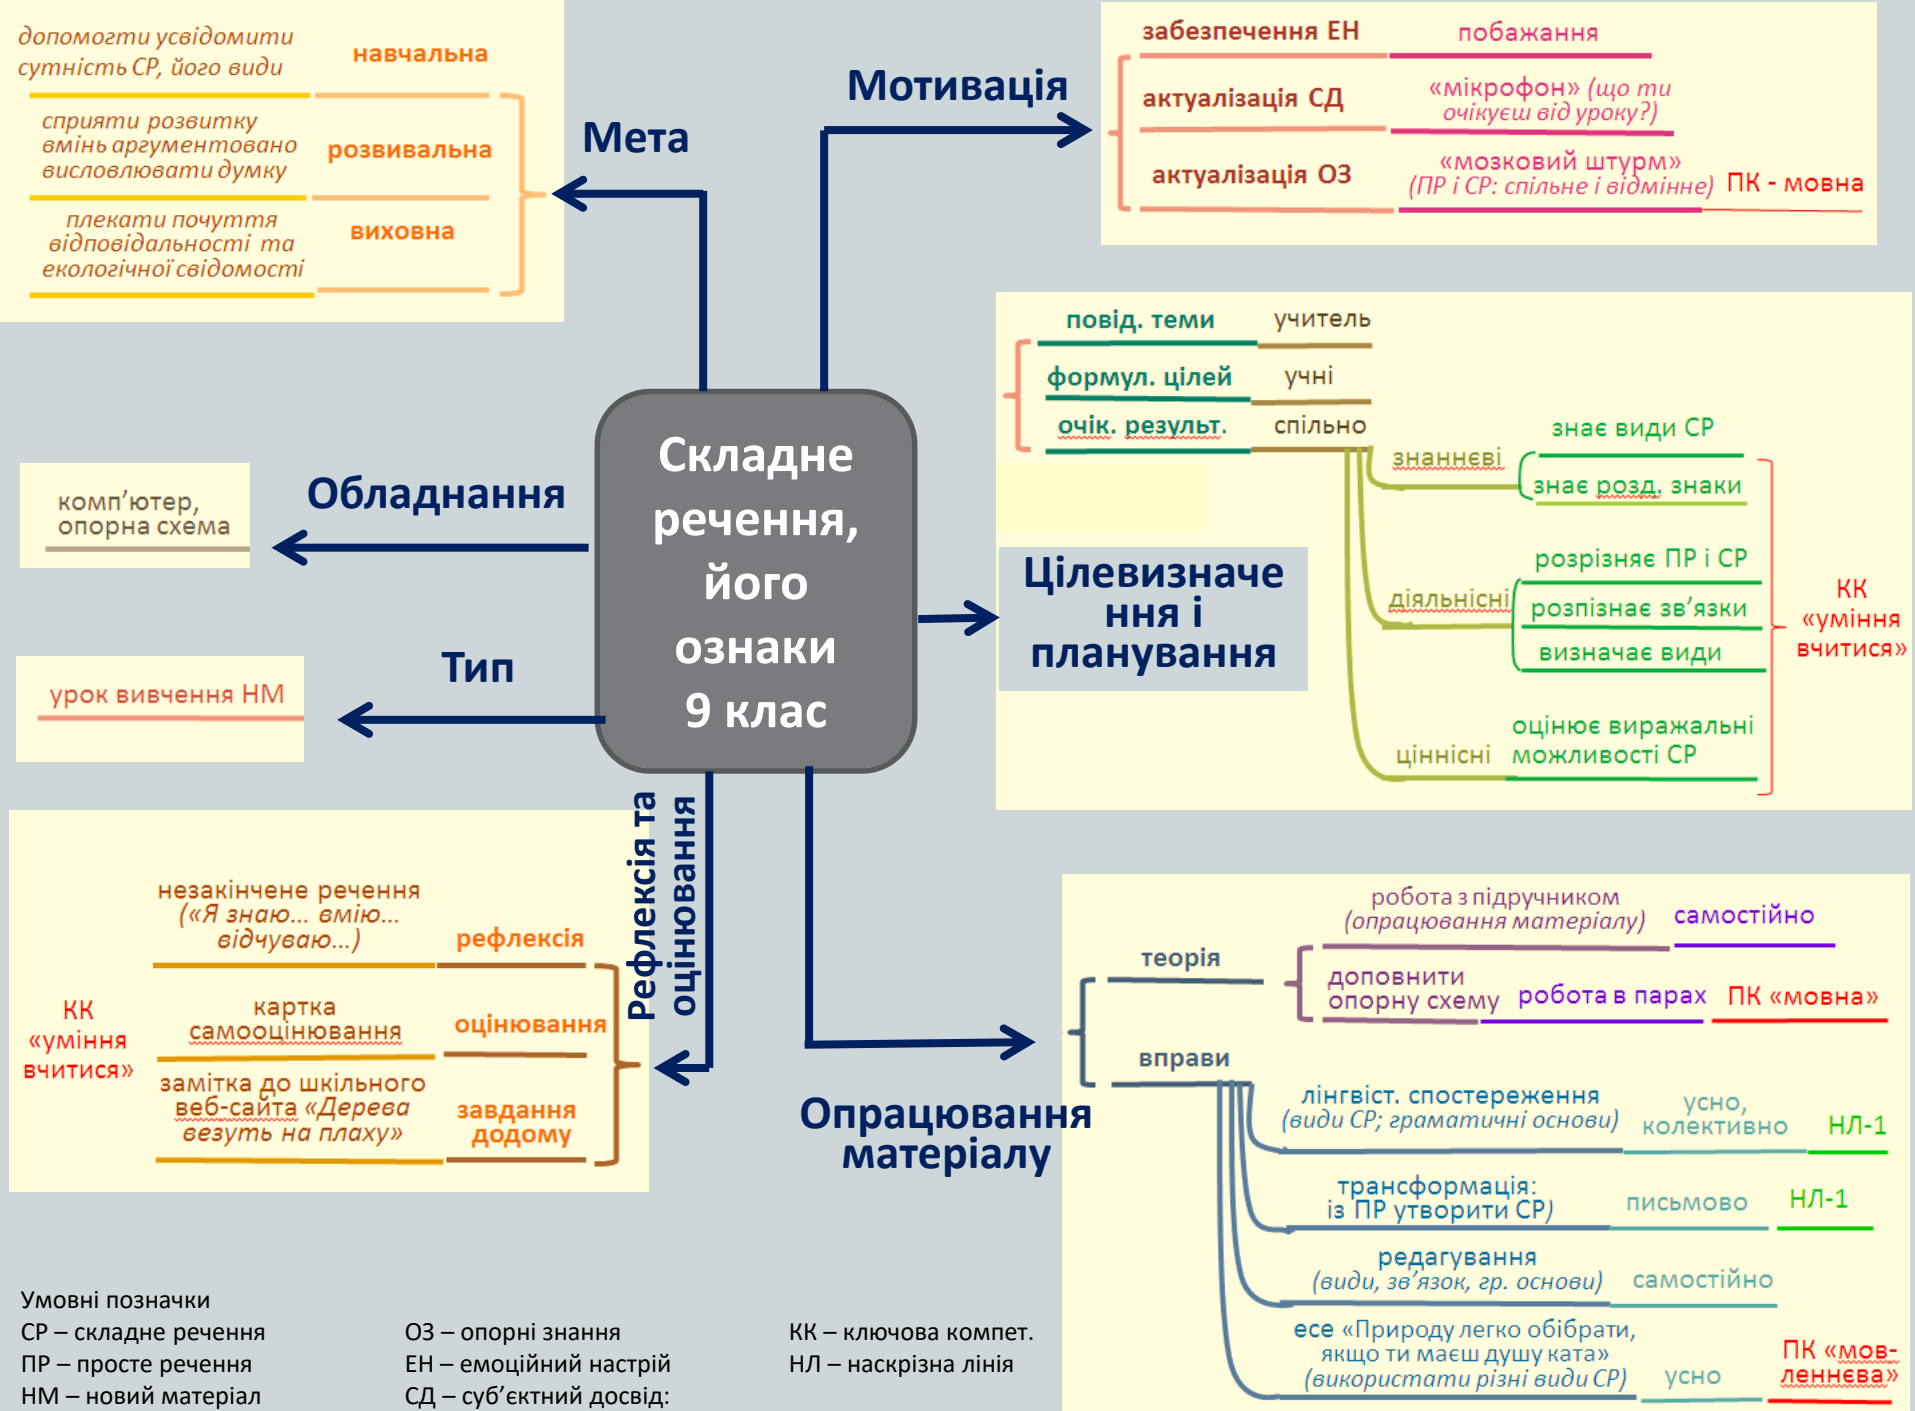 допомогти усвідомити
сутність СР, його види
навчальна
сприяти розвитку
вмінь аргументовано
висловлювати думку
розвивальна
плекати почуття
відповідальності та
екологічної свідомості
виховна
Мета
Мотивація
забезпечення ЕН
побажання
актуалізація СД
«мікрофон» (що ти
очікуєш від уроку?)
актуалізація ОЗ
«мозковий штурм»
(ПР і СР: спільне і відмінне)
ПК - мовна
повід. теми
учитель
формул. цілей
учні
очік. результ.
спільно
знаннєві
знає види СР
знає розд. знаки
діяльнісні
розрізняє ПР і СР
розпізнає зв’язки
визначає види
ціннісні
оцінює виражальні
можливості СР
КК
«уміння
вчитися»
Цілевизначе
ння і
планування
Складне
речення,
його
ознаки
9 клас
Обладнання
комп’ютер,
опорна схема
Тип
урок вивчення НМ
Рефлексія та
оцінювання
незакінчене речення
(«Я знаю... вмію...
відчуваю...)
рефлексія
КК
«уміння
вчитися»
картка
самооцінювання
оцінювання
замітка до шкільного
веб-сайта «Дерева
везуть на плаху»
завдання
додому
Опрацювання
матеріалу
теорія
робота з підручником
(опрацювання матеріалу)
самостійно
доповнити
опорну схему
робота в парах
ПК «мовна»
вправи
лінгвіст. спостереження
(види СР; граматичні основи)
усно,
колективно
НЛ-1
трансформація:
із ПР утворити СР)
письмово
НЛ-1
редагування
(види, зв’язок, гр. основи)
самостійно
есе «Природу легко обібрати,
якщо ти маєш душу ката»
(використати різні види СР)
усно
ПК «мов-
леннєва»
Умовні позначки
СР – складне речення
ПР – просте речення
НМ – новий матеріал
ОЗ – опорні знання
ЕН – емоційний настрій
СД – суб’єктний досвід:
КК – ключова компет.
НЛ – наскрізна лінія